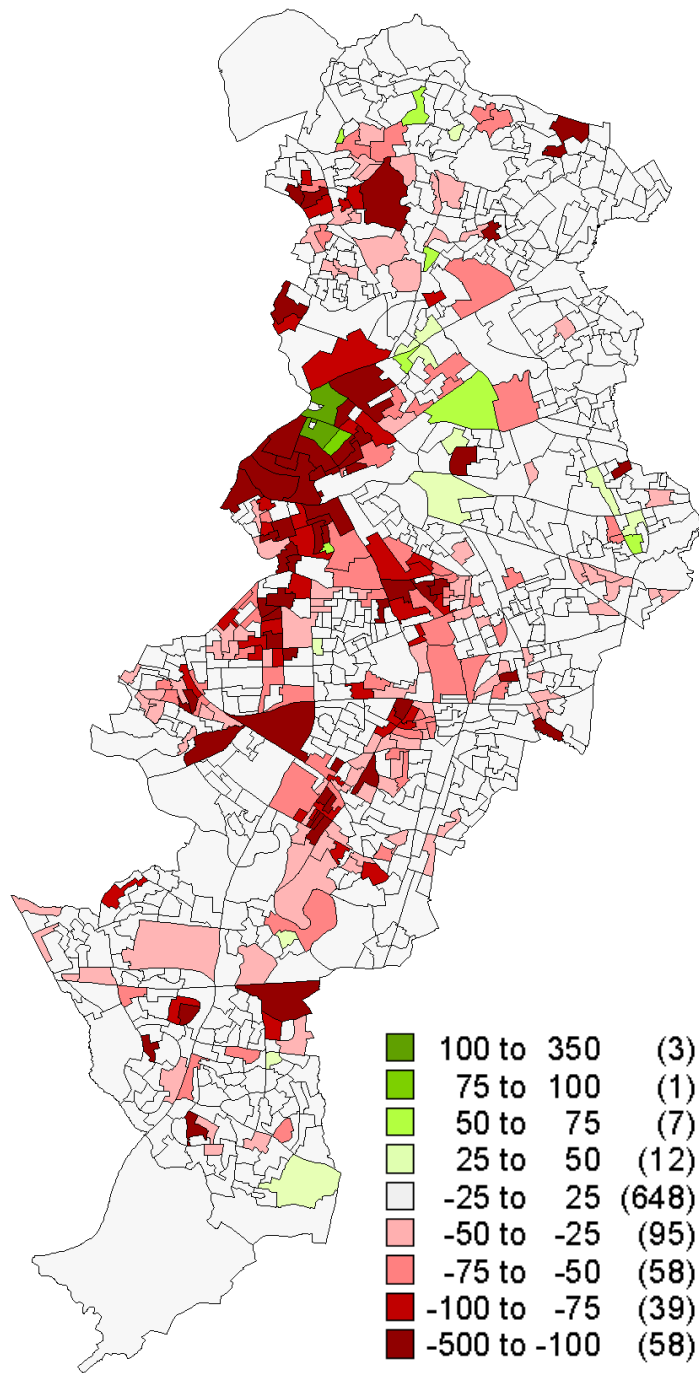 100 to 350 (3)
75 to 100 (1)
50 to 75 (7)
25 to 50 (12)
-25 to 25 (648)
-50 to -25 (95)
-75 to -50 (58)
-100 to -75 (39)
-500 to -100 (58)